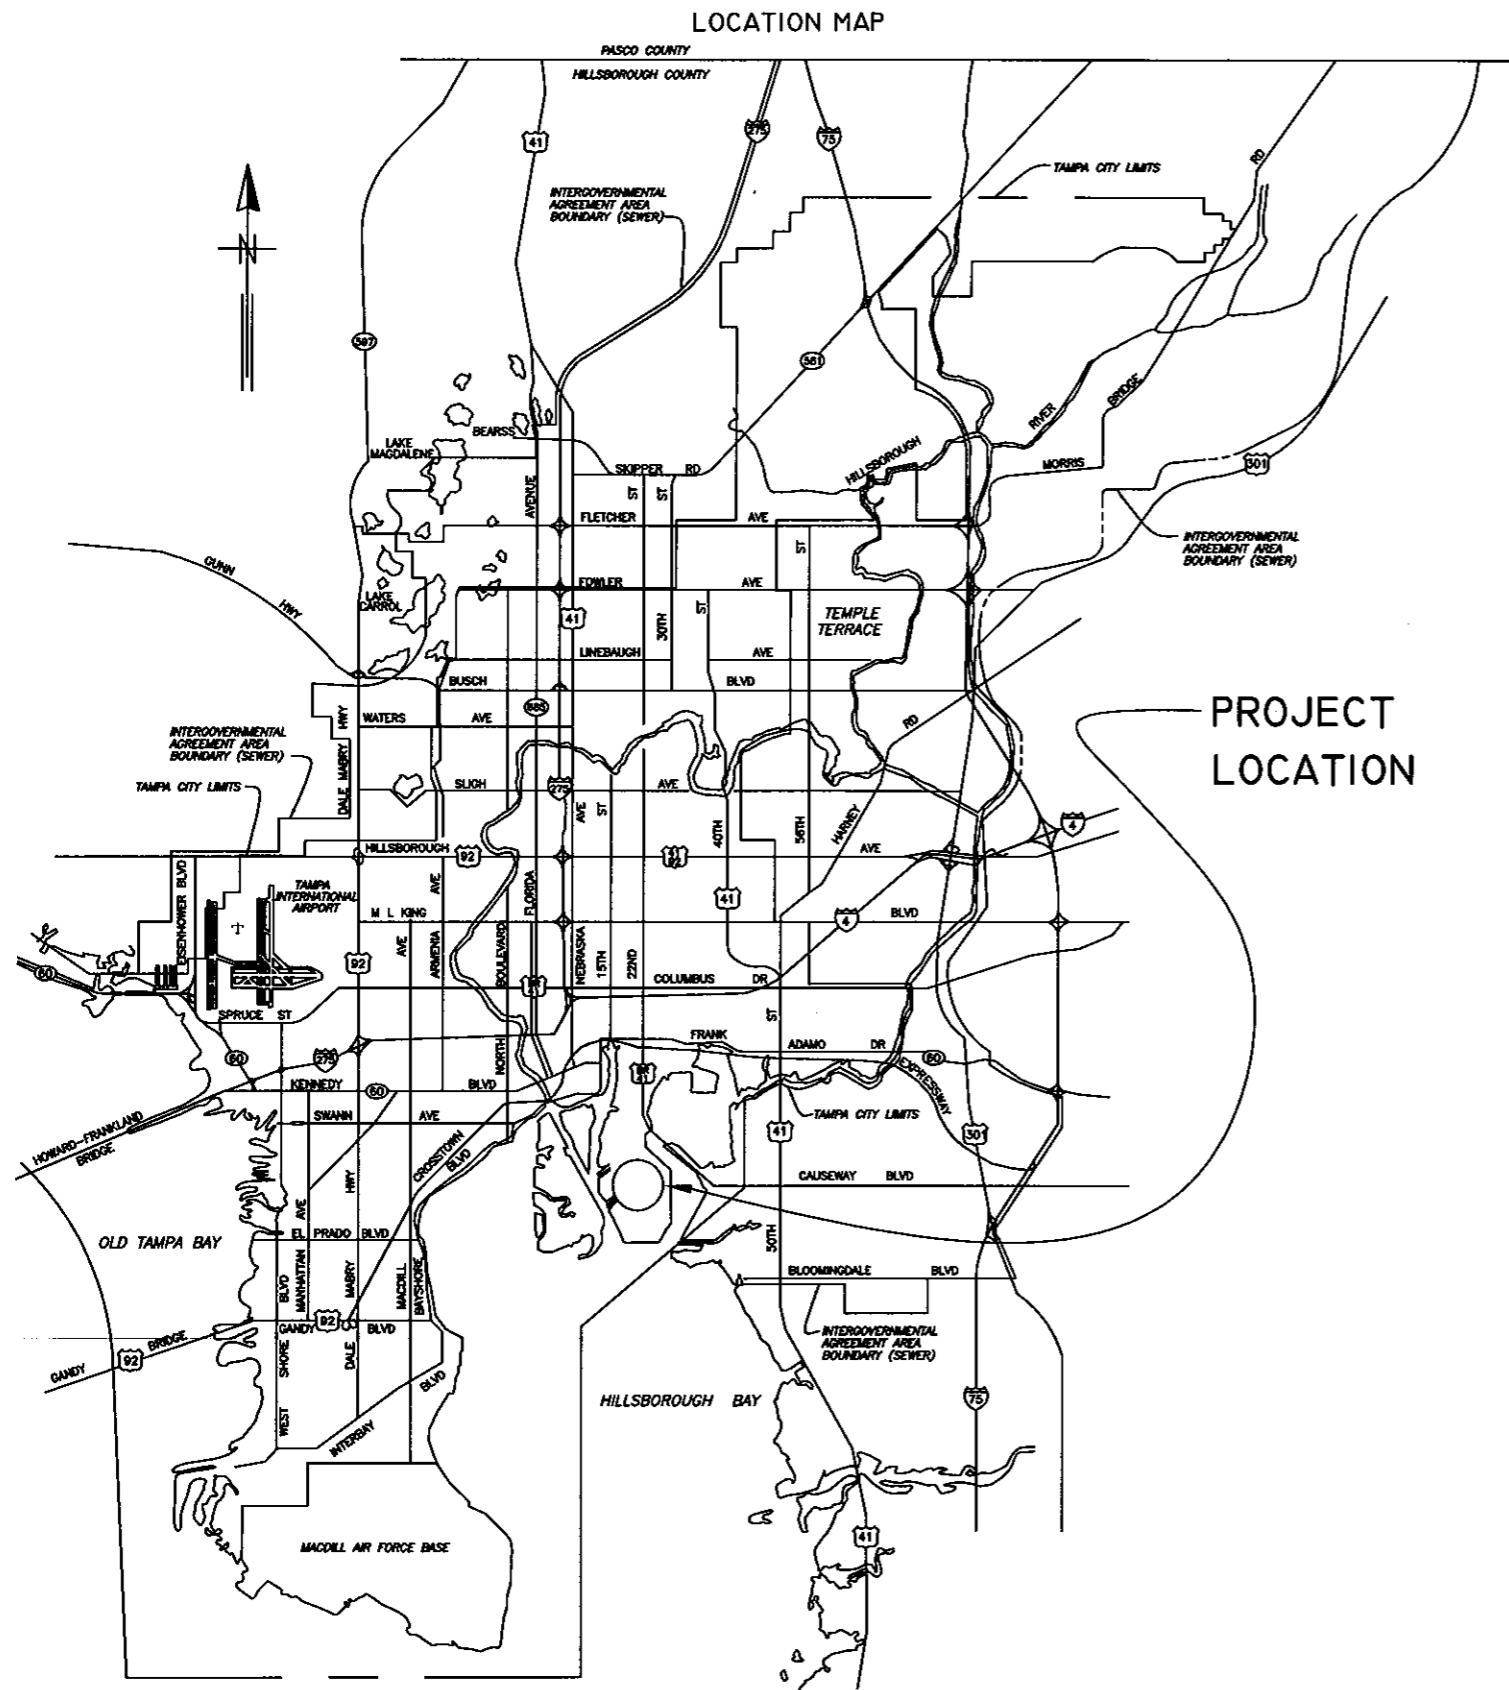 LOCATION MAP
PASCO COUNTY
HILLSBOROUGH COUNTY
41
275
75
TAMPA CITY LIMITS
RD
INTERGOVERNMENTAL
AGREEMENT AREA
BOUNDARY (SEWER)
N
597
581
BRIDGE
RIVER
BEARSS
LAKE
MAGDALENE
HILLSBOROUGH
SKIPPER RD
MORRIS
301
AVENUE
ST
ST
FLETCHER AVE
INTERGOVERNMENTAL
AGREEMENT AREA
BOUNDARY (SEWER)
ST
GUNN
HWY
FOWLER AVE
LAKE
CARROL
41
30TH
ST
TEMPLE
TERRACE
LINEBAUGH AVE
BUSCH BLVD
PROJECT
LOCATION
885
WATERS AVE
RD
DALE MABRY HWY
INTERGOVERNMENTAL
AGREEMENT AREA
BOUNDARY (SEWER)
TAMPA CITY LIMITS
SLIGH AVE
275
AVE
ST
40TH
56TH
HARNEY
4
HILLSBOROUGH AVE
92
41
92
EISENHOWER BLVD
TAMPA
INTERNATIONAL
AIRPORT
AVE
FLORIDA
41
M L KING BLVD
4
AVE
ARMENIA
BOULEVARD
NEBRASKA
15TH
22ND
60
92
COLUMBUS DR
SPRUCE ST
ST
FRANK
ADAMO DR
60
60
275
NORTH
41
EXPRESSWAY
KENNEDY BLVD
60
SWANN AVE
TAMPA CITY LIMITS
HOWARD-FRANKLAND
BRIDGE
CROSSTOWN
BLVD
41
301
CAUSEWAY BLVD
HWY
AVE
OLD TAMPA BAY
EL PRADO BLVD
50TH
BLVD
MANHATTAN
MABRY
MACDILL
BAYSHORE
BLOOMINGDALE BLVD
GANDY BLVD
92
INTERGOVERNMENTAL
AGREEMENT AREA
BOUNDARY (SEWER)
GANDY
92
BRIDGE
SHORE
DALE
BLVD
HILLSBOROUGH BAY
75
WEST
INTERBAY
MACDILL AIR FORCE BASE
41